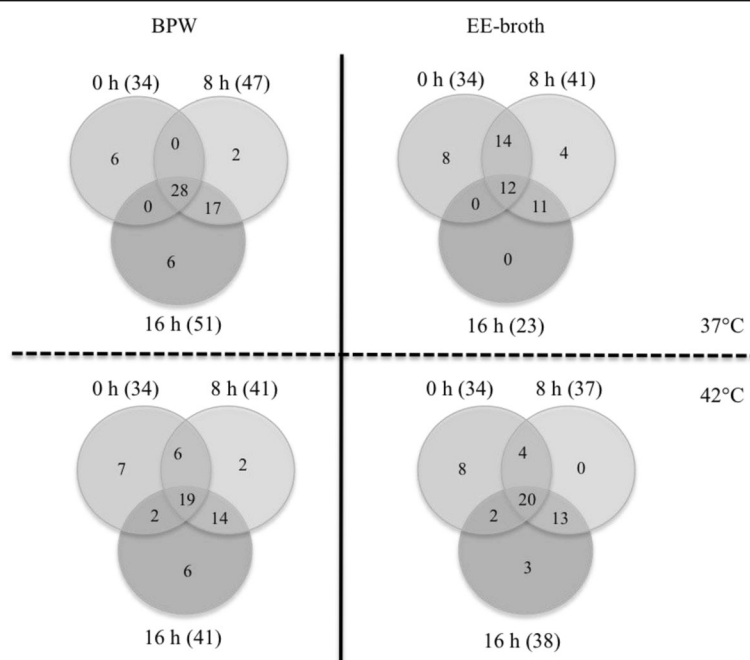 BPW EE-broth
0 h (34) 8 h (47) 0 h (34) 8 h (41)
0 14
6 2 8 4
28 12
0 17 0 11
6 0
16 h (51) 16 h (23) 37°C
0 h (34) 8 h (41) 0 h (34) 8 h (37) 42°C
6 4
7 2 8 0
19 20
2 14 2 13
6 3
16 h (41) 16 h (38)